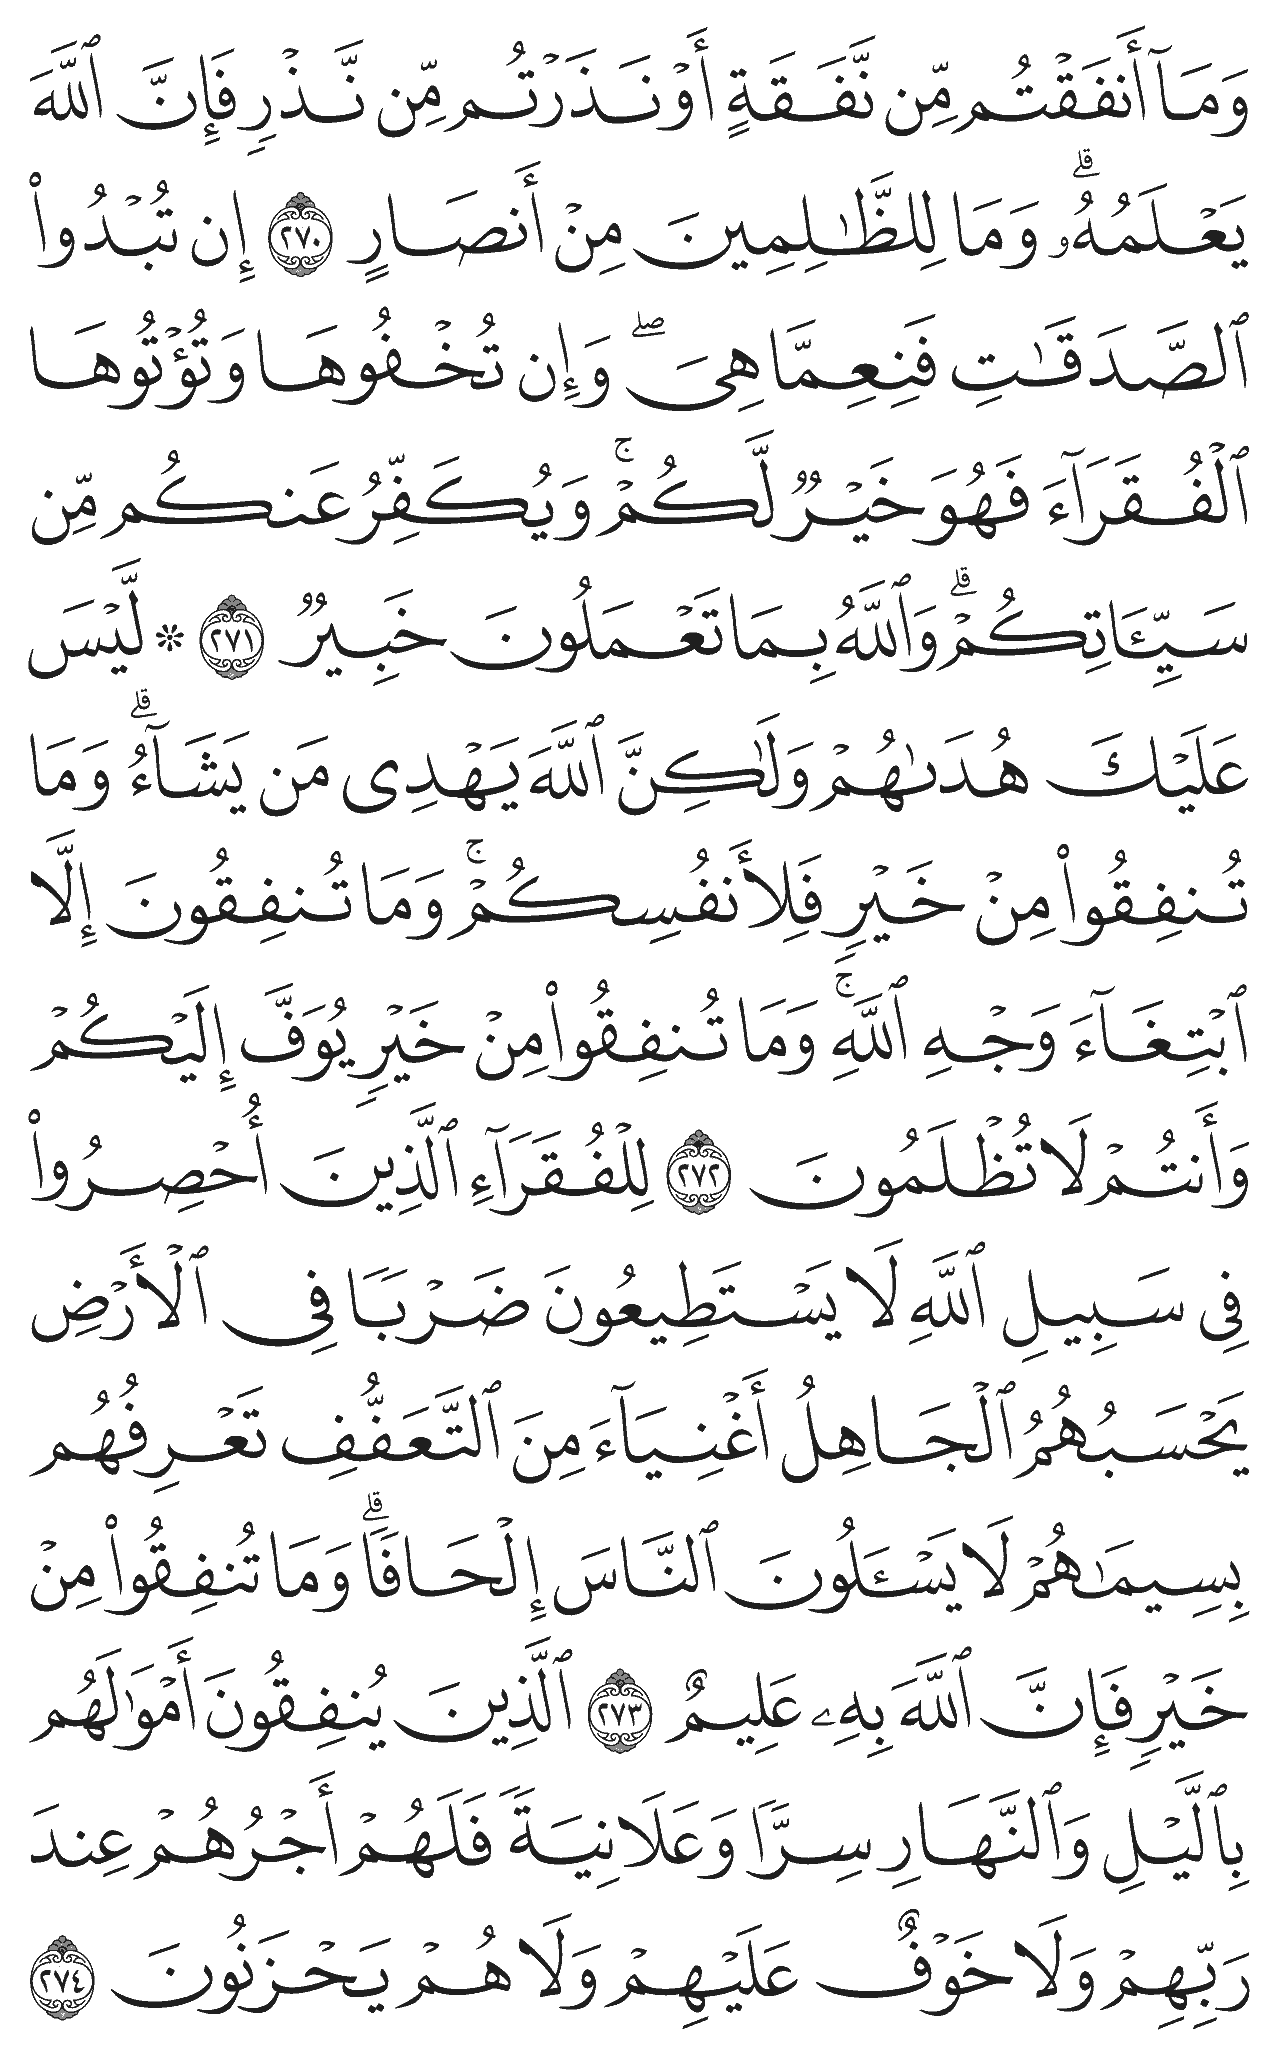 وَمَآ أَنفَقْتُم مِّن نَّفَقَةٍ أَوْ نَذَرْتُم مِّن نَّذْرٍ فَإِنَّ ٱللَّهَ
يَعْلَمُهُۥ ۗ وَمَا لِلظَّـٰلِمِينَ مِنْ أَنصَارٍ ٢٧٠ إِن تُبْدُوا۟
ٱلصَّدَقَـٰتِ فَنِعِمَّا هِىَ ۖ وَإِن تُخْفُوهَا وَتُؤْتُوهَا
ٱلْفُقَرَآءَ فَهُوَ خَيْرٌ لَّكُمْ ۚ وَيُكَفِّرُ عَنكُم مِّن
سَيِّـَٔاتِكُمْ ۗ وَٱللَّهُ بِمَا تَعْمَلُونَ خَبِيرٌ ٢٧١ ۞ لَّيْسَ
عَلَيْكَ هُدَىٰهُمْ وَلَـٰكِنَّ ٱللَّهَ يَهْدِى مَن يَشَآءُ ۗ وَمَا
تُنفِقُوا۟ مِنْ خَيْرٍ فَلِأَنفُسِكُمْ ۚ وَمَا تُنفِقُونَ إِلَّا
ٱبْتِغَآءَ وَجْهِ ٱللَّهِ ۚ وَمَا تُنفِقُوا۟ مِنْ خَيْرٍ يُوَفَّ إِلَيْكُمْ
وَأَنتُمْ لَا تُظْلَمُونَ ٢٧٢ لِلْفُقَرَآءِ ٱلَّذِينَ أُحْصِرُوا۟
فِى سَبِيلِ ٱللَّهِ لَا يَسْتَطِيعُونَ ضَرْبًا فِى ٱلْأَرْضِ
يَحْسَبُهُمُ ٱلْجَاهِلُ أَغْنِيَآءَ مِنَ ٱلتَّعَفُّفِ تَعْرِفُهُم
بِسِيمَـٰهُمْ لَا يَسْـَٔلُونَ ٱلنَّاسَ إِلْحَافًا ۗ وَمَا تُنفِقُوا۟ مِنْ
خَيْرٍ فَإِنَّ ٱللَّهَ بِهِۦ عَلِيمٌ ٢٧٣ ٱلَّذِينَ يُنفِقُونَ أَمْوَٰلَهُم
بِٱلَّيْلِ وَٱلنَّهَارِ سِرًّا وَعَلَانِيَةً فَلَهُمْ أَجْرُهُمْ عِندَ
رَبِّهِمْ وَلَا خَوْفٌ عَلَيْهِمْ وَلَا هُمْ يَحْزَنُونَ ٢٧٤